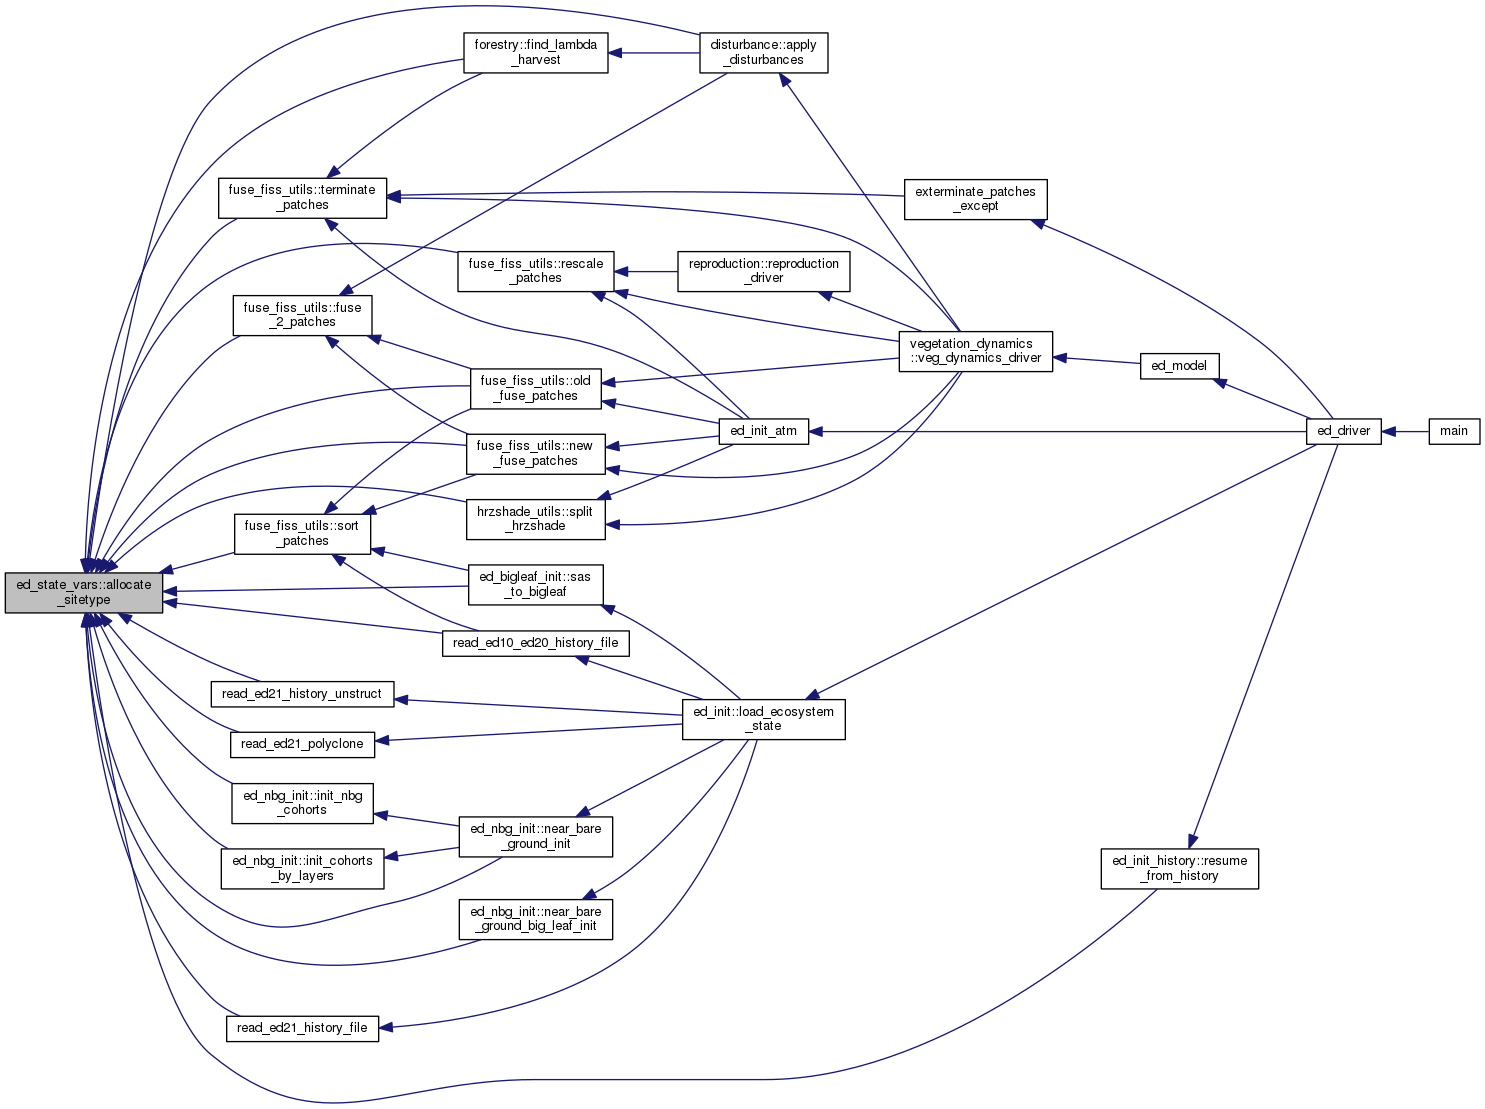 forestry::find_lambda
_harvest
disturbance::apply
_disturbances
fuse_fiss_utils::terminate
_patches
exterminate_patches
_except
fuse_fiss_utils::rescale
_patches
reproduction::reproduction
_driver
fuse_fiss_utils::fuse
_2_patches
vegetation_dynamics
::veg_dynamics_driver
ed_model
fuse_fiss_utils::old
_fuse_patches
ed_init_atm
ed_driver
main
fuse_fiss_utils::new
_fuse_patches
hrzshade_utils::split
_hrzshade
fuse_fiss_utils::sort
_patches
ed_state_vars::allocate
_sitetype
ed_bigleaf_init::sas
_to_bigleaf
read_ed10_ed20_history_file
read_ed21_history_unstruct
ed_init::load_ecosystem
_state
read_ed21_polyclone
ed_nbg_init::init_nbg
_cohorts
ed_nbg_init::near_bare
_ground_init
ed_nbg_init::init_cohorts
_by_layers
ed_init_history::resume
_from_history
ed_nbg_init::near_bare
_ground_big_leaf_init
read_ed21_history_file